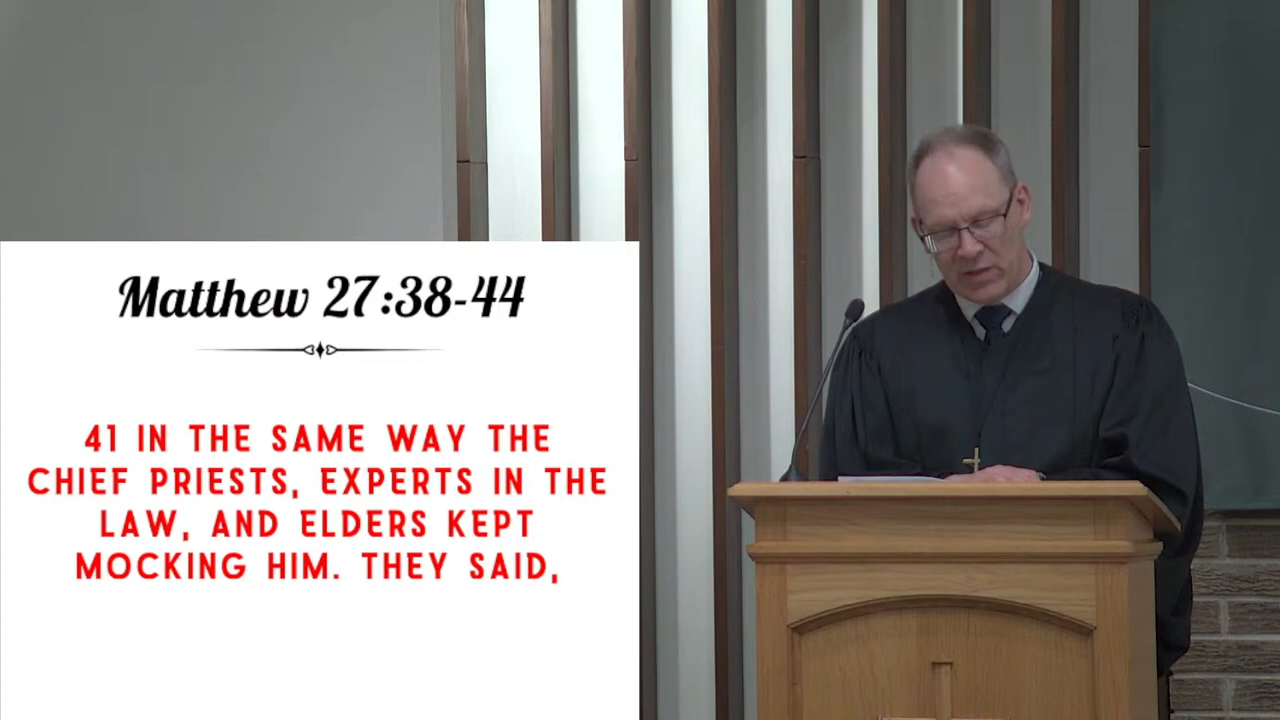 Matthew 27:38-44
41 IN THE SAME WAY THE
CHIEF PRIESTS, EXPERTS IN THE
LAW, AND ELDERS KEPT
MOCKING HIM. THEY SAID,